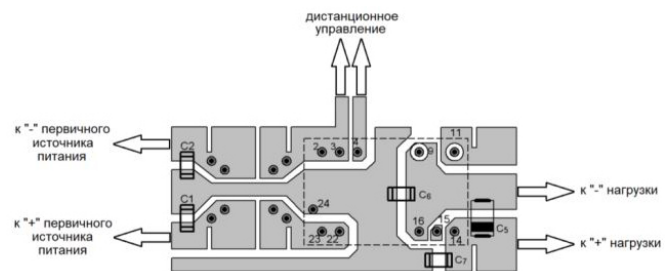 дистанционное
управление
к "-" первичного
источника
питания
C2
2 3 4
9
11
C6
к "-" нагрузки
C1
24
к "+" первичного
источника
питания
23 22
16 15
14
C5
к "+" нагрузки
C7